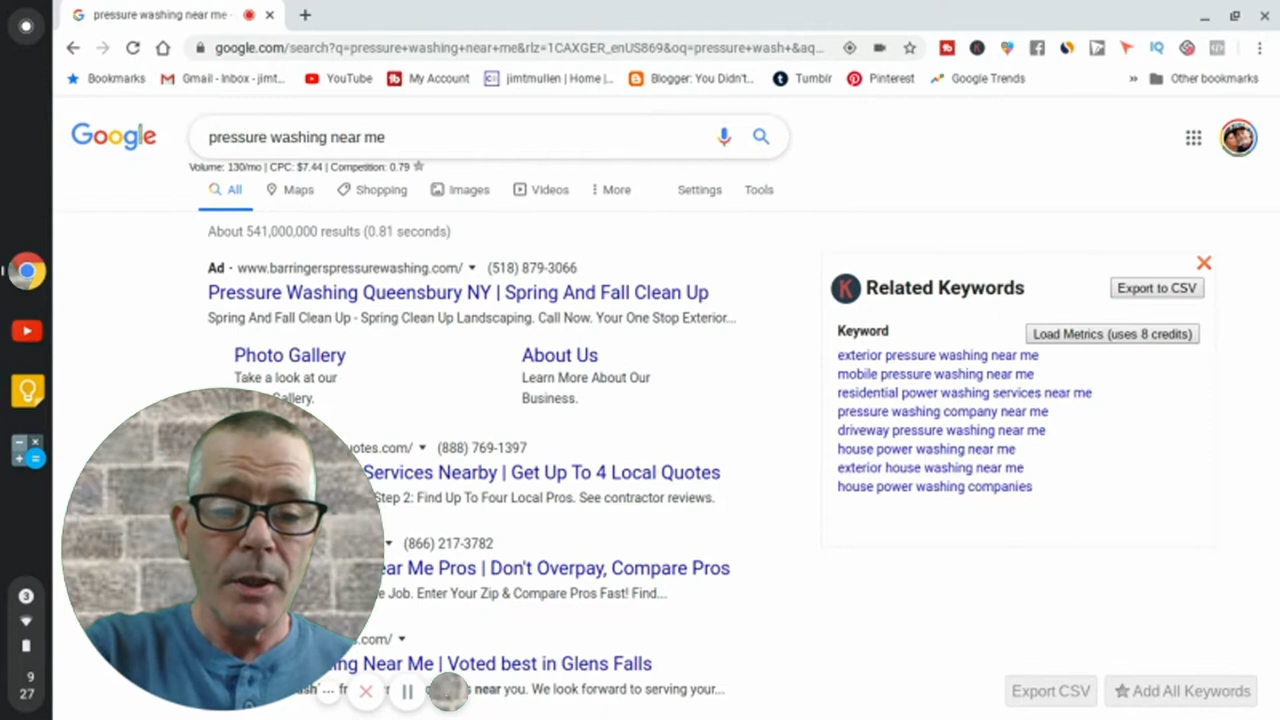 pressure washing near me -
google.com/search?q=pressure+washing+near+me&rlz=1CAXGER_enUS869&oq=pressure+wash+&aq...
Bookmarks
Gmail - Inbox - jimt...
YouTube
My Account
jimtmullen | Home |...
Blogger: You Didn't...
Tumblr
Pinterest
Google Trends
»
Other bookmarks
Google
pressure washing near me
Volume: 130/mo | CPC: $7.44 | Competition: 0.79
All
Maps
Shopping
Images
Videos
More
Settings
Tools
About 541,000,000 results (0.81 seconds)
Ad · www.barringerspressurewashing.com/ (518) 879-3066
Pressure Washing Queensbury NY | Spring And Fall Clean Up
Spring And Fall Clean Up - Spring Clean Up Landscaping. Call Now. Your One Stop Exterior...
Photo Gallery
Take a look at our
Gallery.
About Us
Learn More About Our
Business.
uotes.com/ (888) 769-1397
Services Nearby | Get Up To 4 Local Quotes
Step 2: Find Up To Four Local Pros. See contractor reviews.
(866) 217-3782
ear Me Pros | Don't Overpay, Compare Pros
e Job. Enter Your Zip & Compare Pros Fast! Find...
s.com/
ng Near Me | Voted best in Glens Falls
near you. We look forward to serving your...
K Related Keywords
Export to CSV
Keyword
Load Metrics (uses 8 credits)
exterior pressure washing near me
mobile pressure washing near me
residential power washing services near me
pressure washing company near me
driveway pressure washing near me
house power washing near me
exterior house washing near me
house power washing companies
Export CSV
Add All Keywords
3
9
27